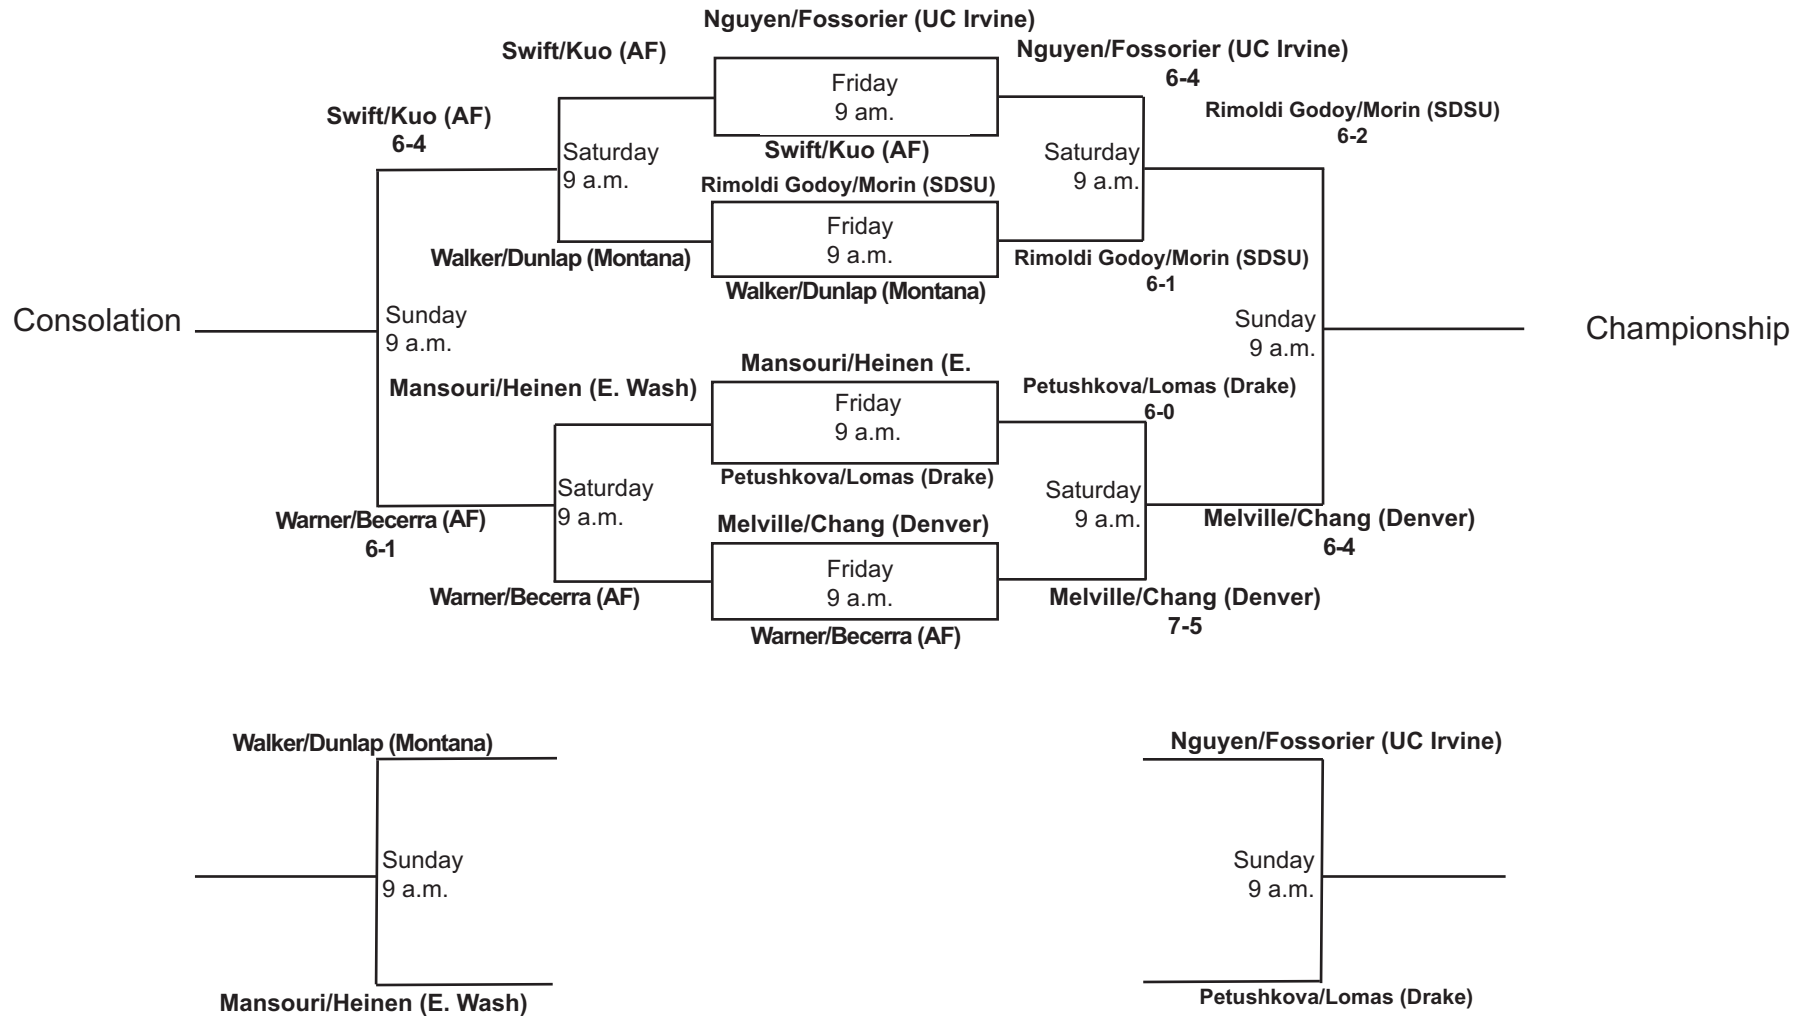 Nguyen/Fossorier (UC Irvine)
Swift/Kuo (AF)
Nguyen/Fossorier (UC Irvine)
6-4
Friday
9 am.
Swift/Kuo (AF)
6-4
Rimoldi Godoy/Morin (SDSU)
6-2
Saturday
9 a.m.
Swift/Kuo (AF)
Saturday
9 a.m.
Rimoldi Godoy/Morin (SDSU)
Friday
9 a.m.
Walker/Dunlap (Montana)
Rimoldi Godoy/Morin (SDSU)
6-1
Walker/Dunlap (Montana)
Consolation
Sunday
9 a.m.
Sunday
9 a.m.
Championship
Mansouri/Heinen (E.
Mansouri/Heinen (E. Wash)
Petushkova/Lomas (Drake)
6-0
Friday
9 a.m.
Petushkova/Lomas (Drake)
Saturday
9 a.m.
Saturday
9 a.m.
Warner/Becerra (AF)
6-1
Melville/Chang (Denver)
Melville/Chang (Denver)
6-4
Friday
9 a.m.
Warner/Becerra (AF)
Melville/Chang (Denver)
7-5
Warner/Becerra (AF)
Walker/Dunlap (Montana)
Nguyen/Fossorier (UC Irvine)
Sunday
9 a.m.
Sunday
9 a.m.
Mansouri/Heinen (E. Wash)
Petushkova/Lomas (Drake)